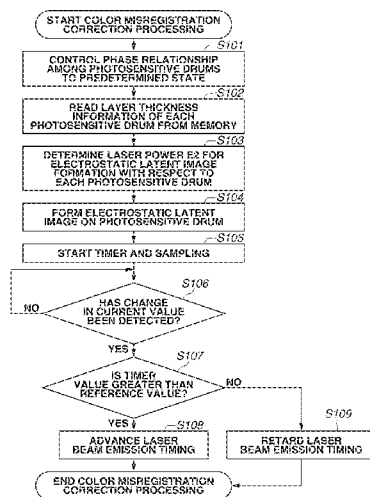 START COLOR MISREGISTRATION
CORRECTION PROCESSING
S101
CONTROL PHASE RELATIONSHIP
AMONG PHOTOSENSITIVE DRUMS
TO PREDETERMINED STATE
S102
READ LAYER THICKNESS
INFORMATION OF EACH
PHOTOSENSITIVE DRUM FROM MEMORY
S103
DETERMINE LASER POWER E2 FOR
ELECTROSTATIC LATENT IMAGE
FORMATION WITH RESPECT TO
EACH PHOTOSENSITIVE DRUM
S104
FORM ELECTROSTATIC LATENT
IMAGE ON PHOTOSENSITIVE DRUM
S105
START TIMER AND SAMPLING
S106
HAS CHANGE
IN CURRENT VALUE
BEEN DETECTED?
NO
YES
S107
IS TIMER
VALUE GREATER THAN
REFERENCE VALUE?
NO
YES
S108
ADVANCE LASER
BEAM EMISSION TIMING
S109
RETARD LASER
BEAM EMISSION TIMING
END COLOR MISREGISTRATION
CORRECTION PROCESSING